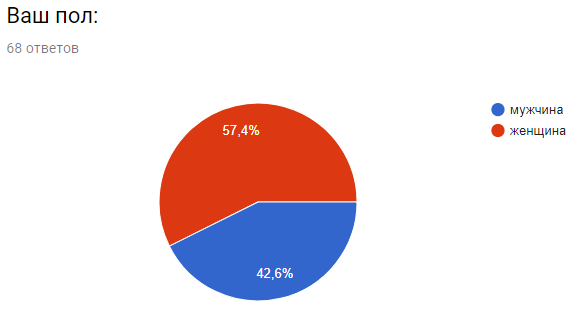 Ваш пол:
68 ответов
мужчина
женщина
57,4%
42,6%